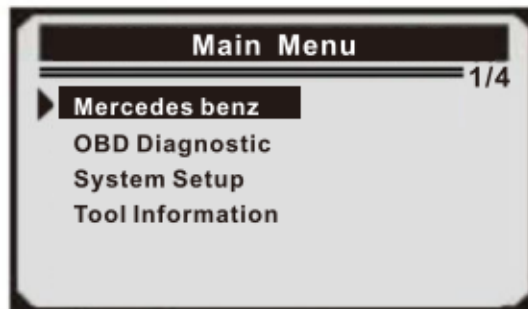 Main Menu
1/4
Mercedes benz
OBD Diagnostic
System Setup
Tool Information